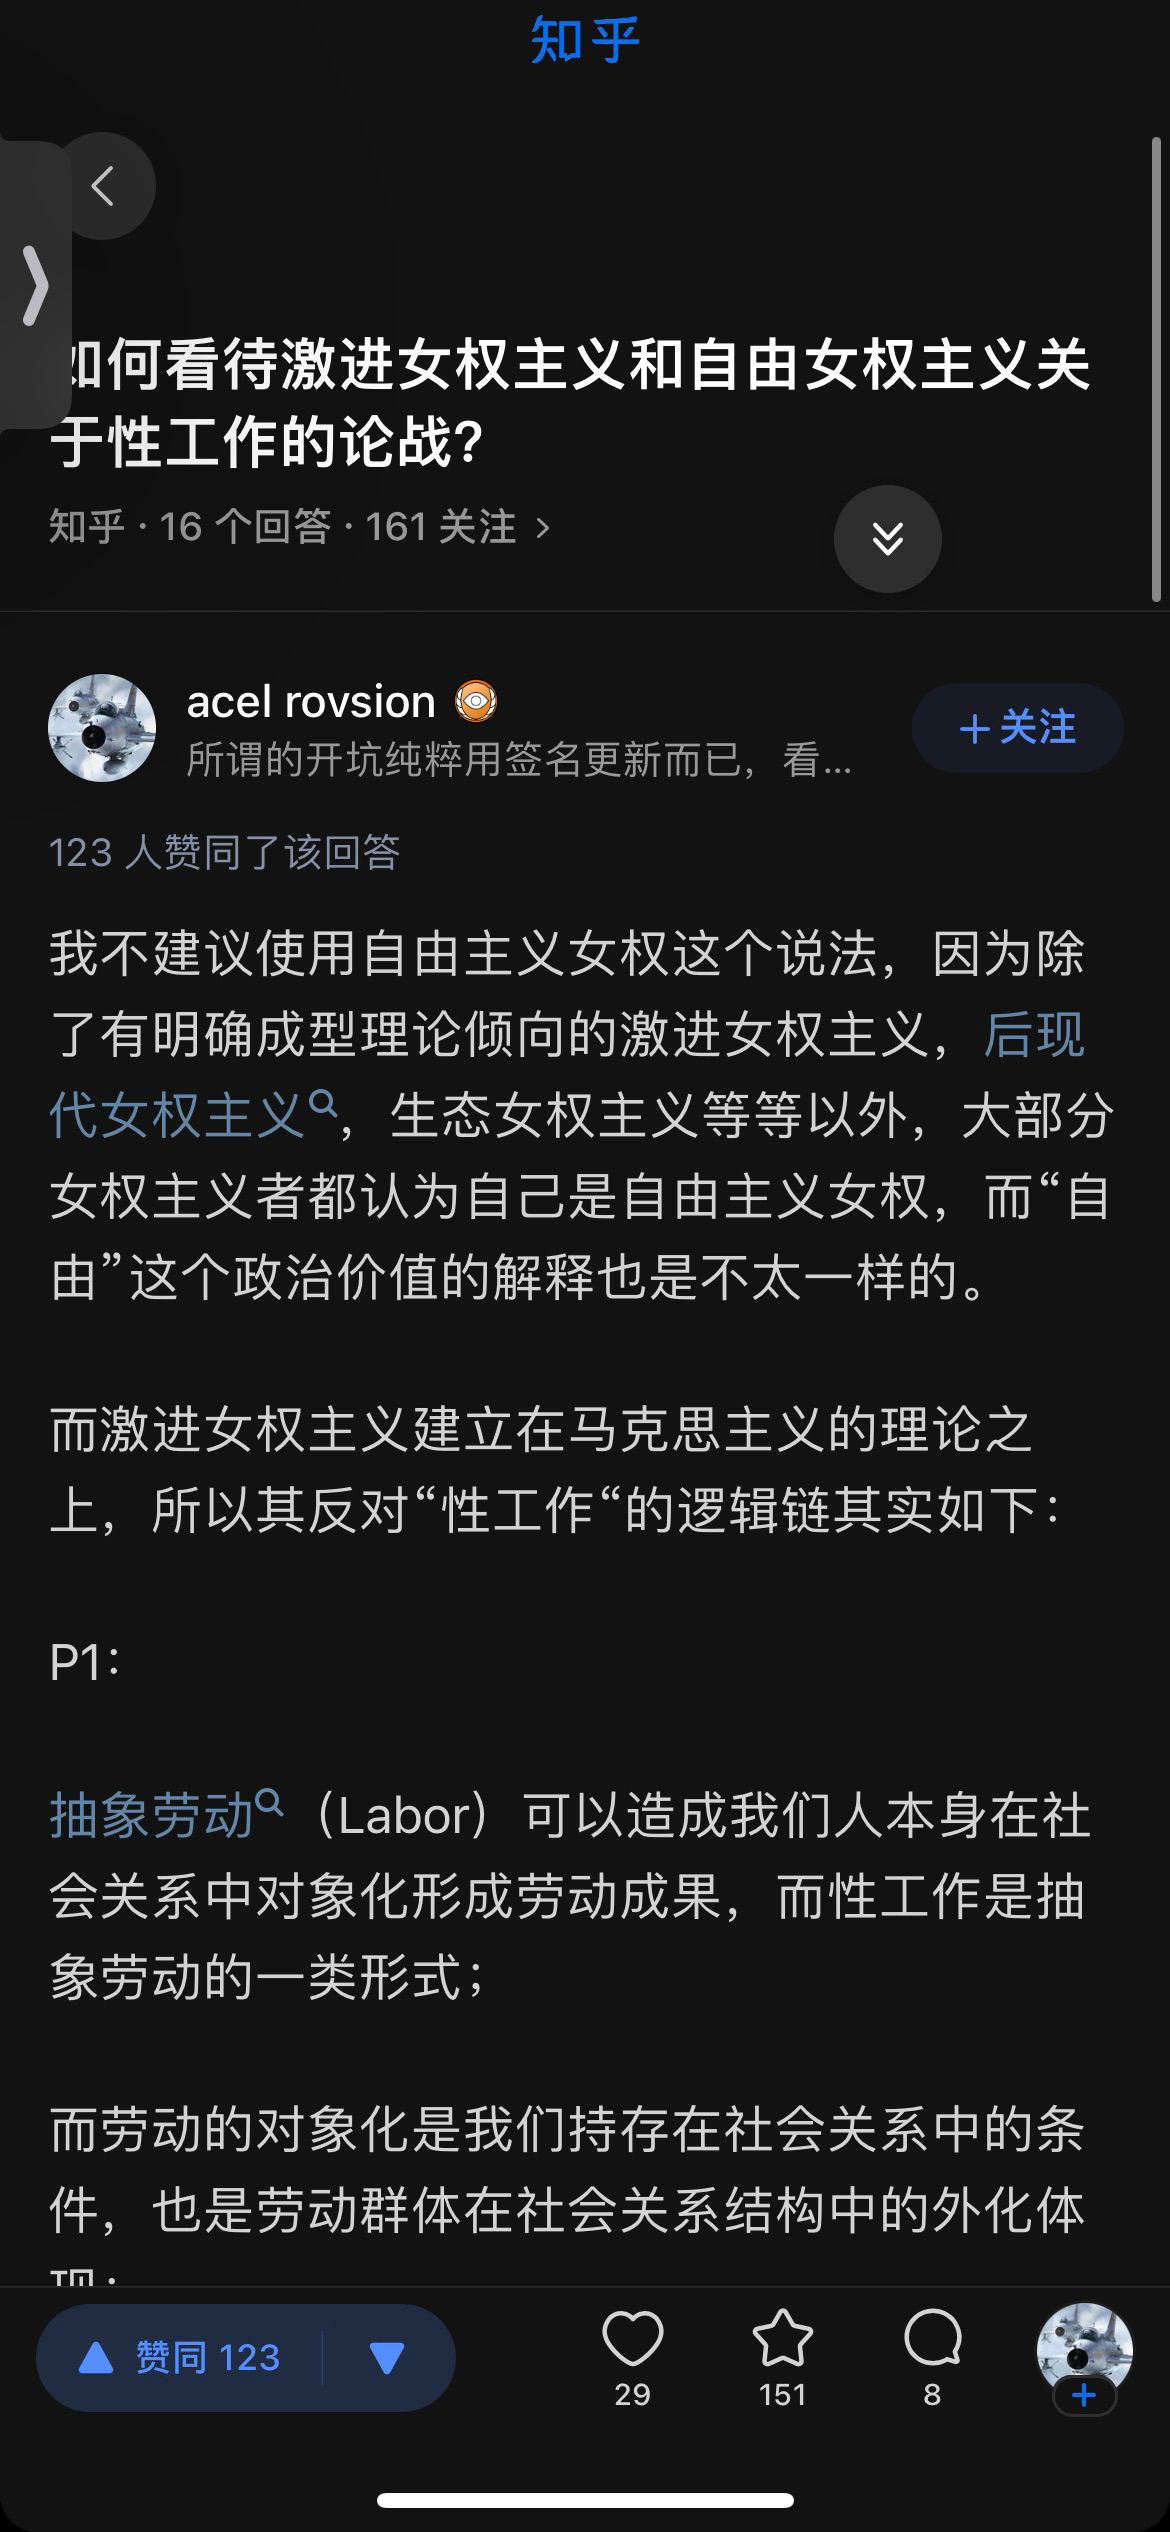 知乎
如何看待激进女权主义和自由女权主义关
于性工作的论战?
知乎 · 16 个回答 · 161 关注 >
acel rovsion
所谓的开坑纯粹用签名更新而已，看...
+ 关注
123 人赞同了该回答
我不建议使用自由主义女权这个说法，因为除
了有明确成型理论倾向的激进女权主义，后现
代女权主义，生态女权主义等等以外，大部分
女权主义者都认为自己是自由主义女权，而“自
由”这个政治价值的解释也是不太一样的。
而激进女权主义建立在马克思主义的理论之
上，所以其反对“性工作“的逻辑链其实如下：
P1：
抽象劳动（Labor）可以造成我们人本身在社
会关系中对象化形成劳动成果，而性工作是抽
象劳动的一类形式；
而劳动的对象化是我们持存在社会关系中的条
件，也是劳动群体在社会关系结构中的外化体
现；
赞同 123
29
151
8